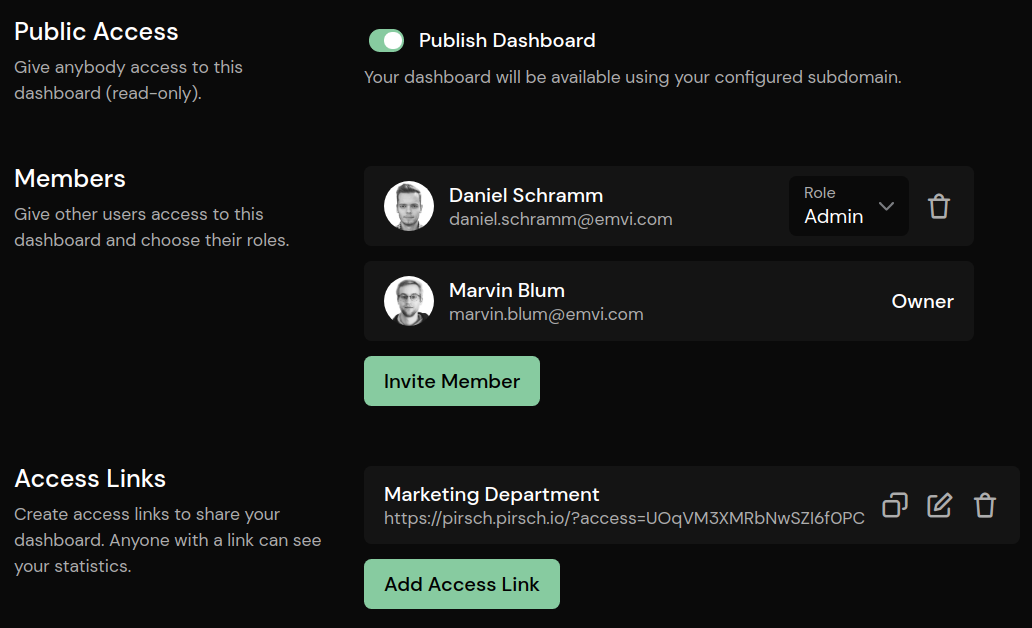 Public Access
Give anybody access to this
dashboard (read-only).
Publish Dashboard
Your dashboard will be available using your configured subdomain.
Members
Give other users access to this
dashboard and choose their roles.
Daniel Schramm
daniel.schramm@emvi.com
Role
Admin
Marvin Blum
marvin.blum@emvi.com
Owner
Invite Member
Access Links
Create access links to share your
dashboard. Anyone with a link can see
your statistics.
Marketing Department
https://pirsch.pirsch.io/?access=UOqVM3XMRbNwSZI6f0PC
Add Access Link